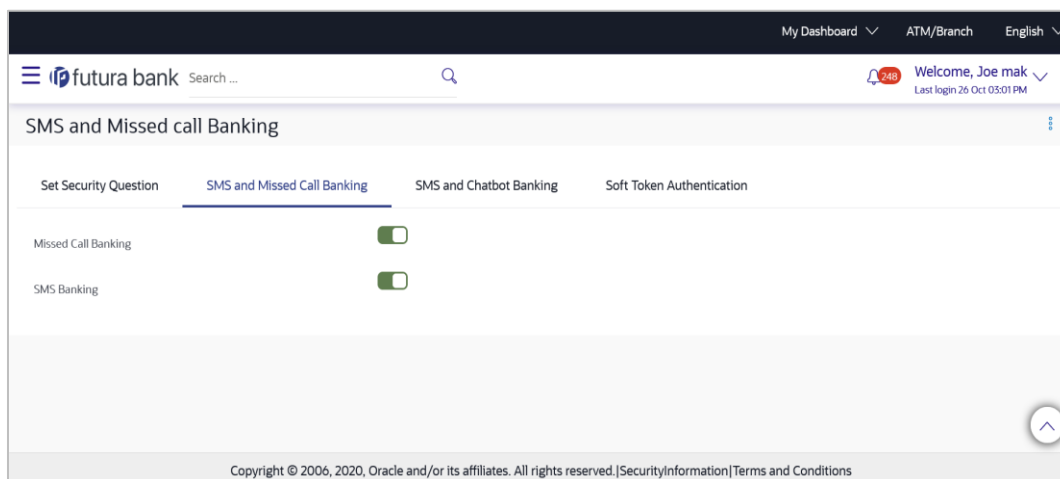 My Dashboard ATM/Branch English
futura bank Search ... 248 Welcome, Joe mak
Last login 26 Oct 03:01 PM
SMS and Missed call Banking
Set Security Question SMS and Missed Call Banking SMS and Chatbot Banking Soft Token Authentication
Missed Call Banking
SMS Banking
Copyright © 2006, 2020, Oracle and/or its affiliates. All rights reserved.|SecurityInformation|Terms and Conditions